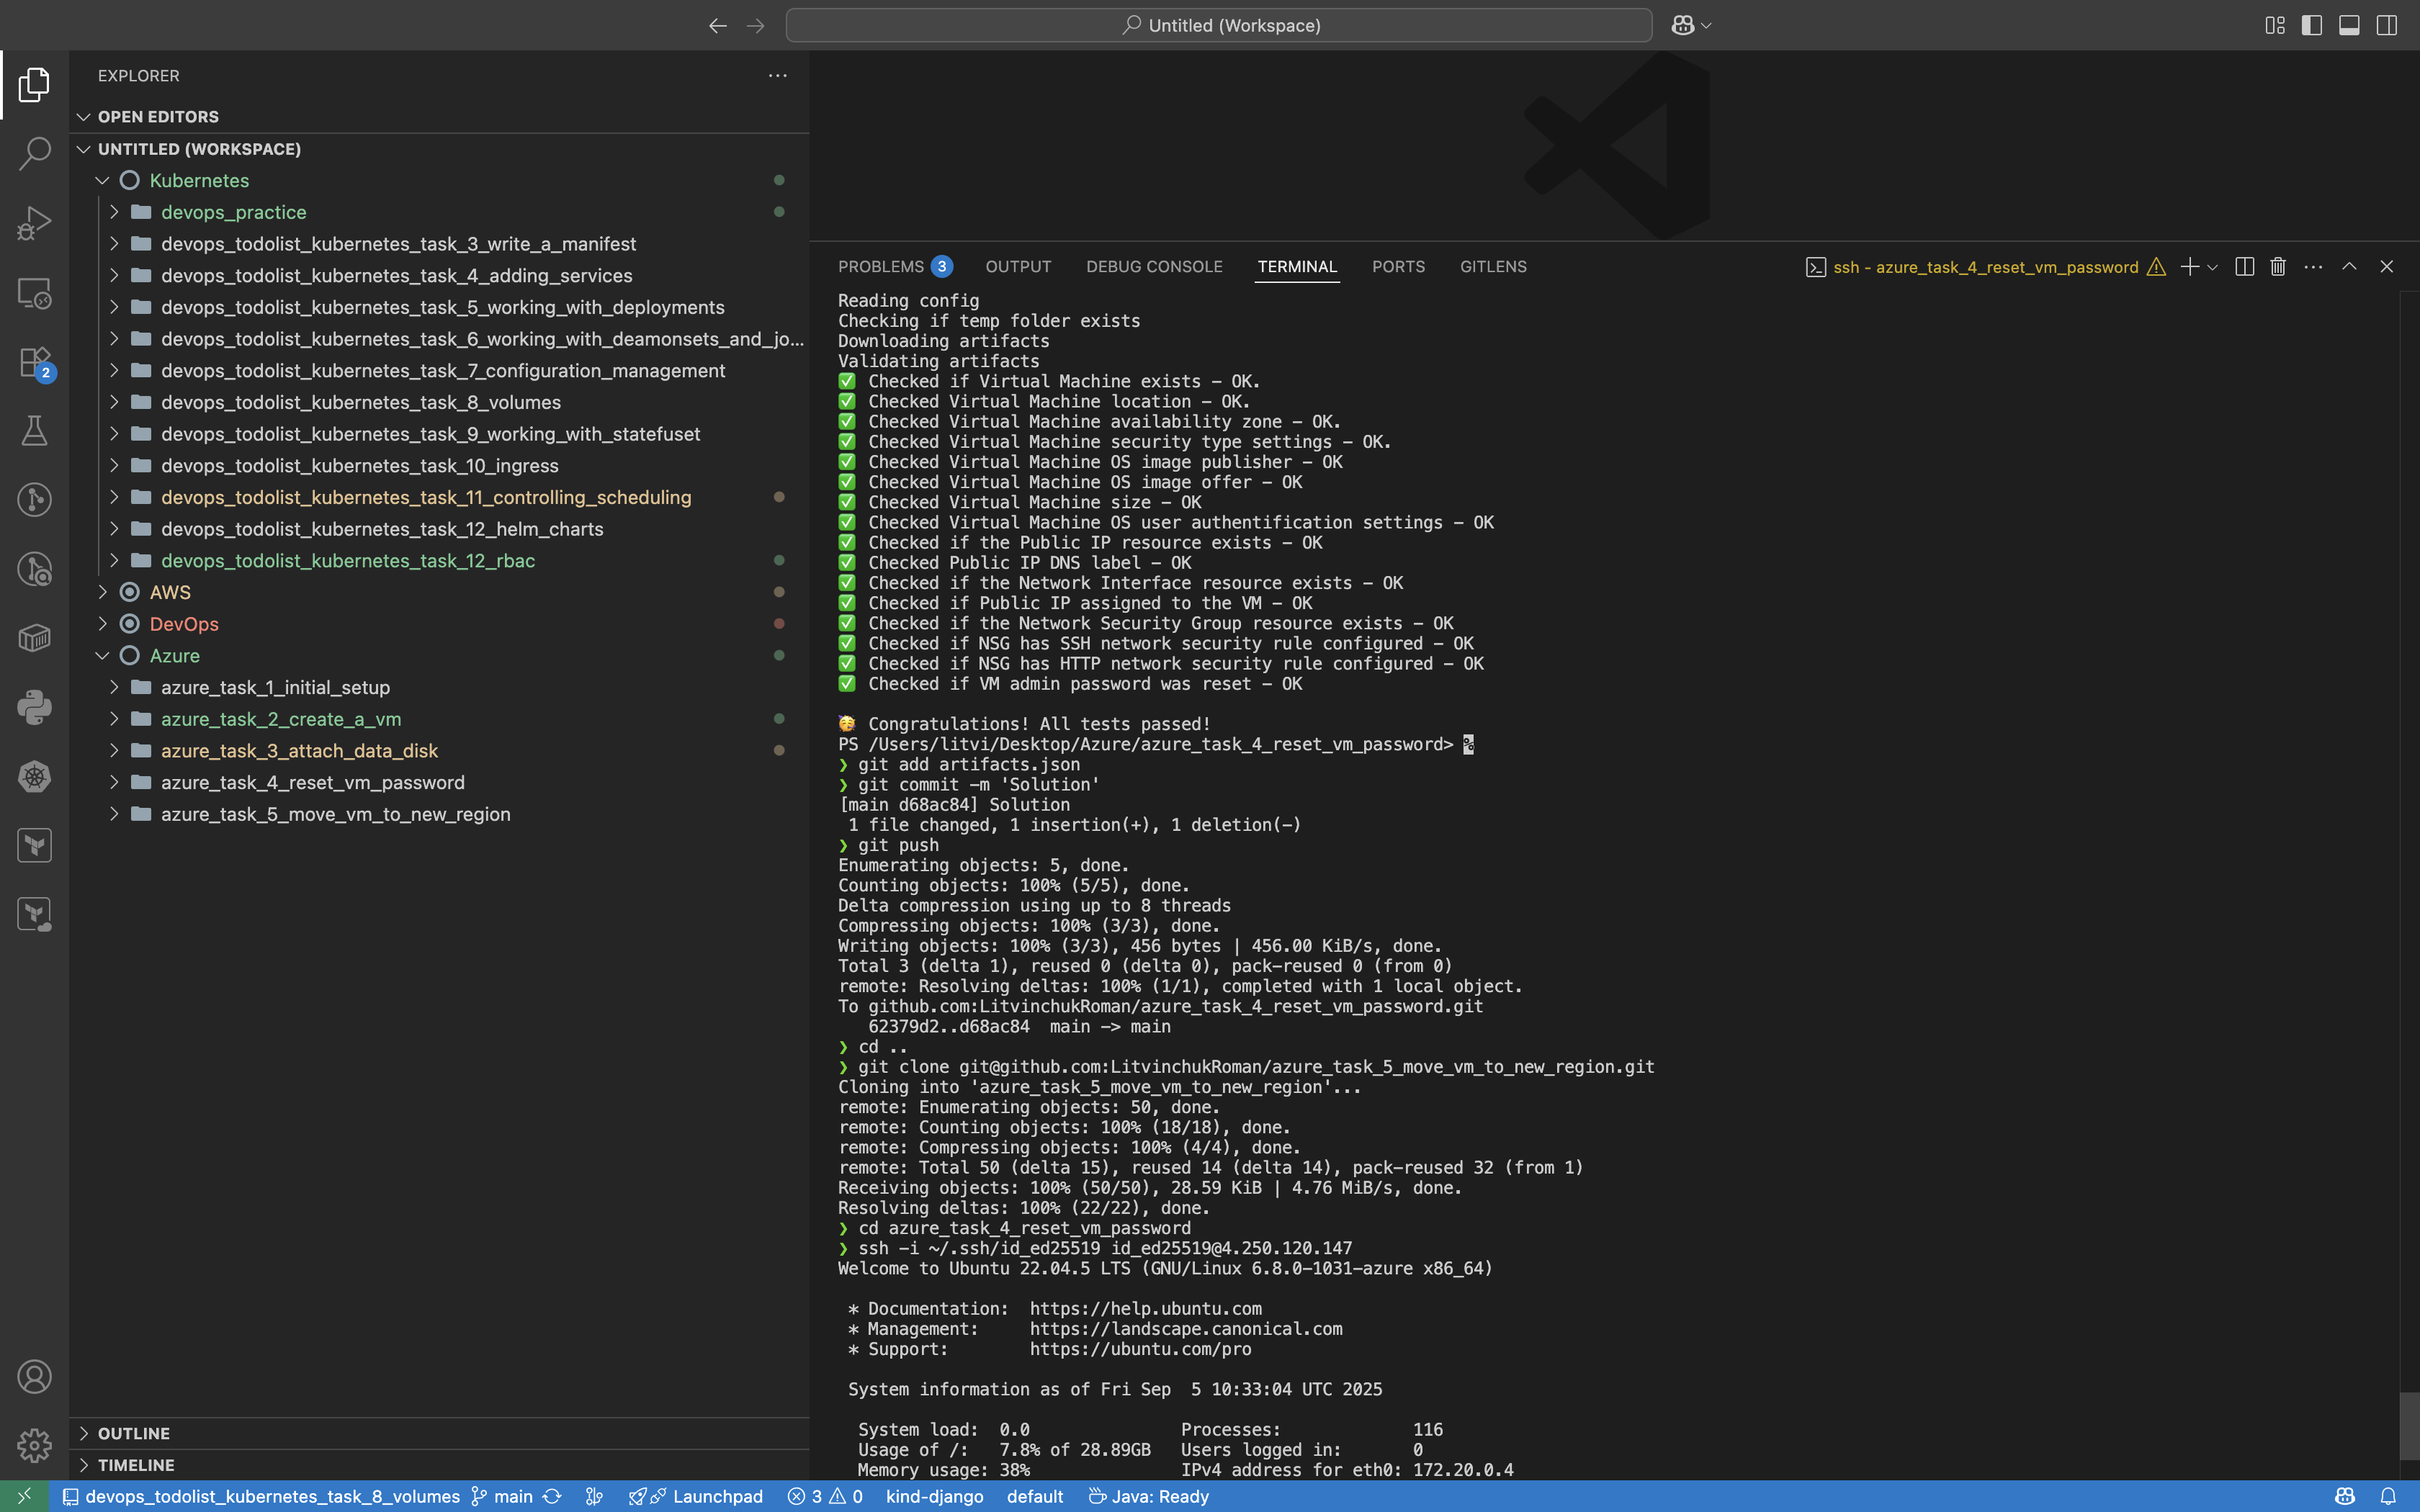 Untitled (Workspace)
EXPLORER
OPEN EDITORS
UNTITLED (WORKSPACE)
Kubernetes
devops_practice
devops_todolist_kubernetes_task_3_write_a_manifest
devops_todolist_kubernetes_task_4_adding_services
devops_todolist_kubernetes_task_5_working_with_deployments
devops_todolist_kubernetes_task_6_working_with_deamonsets_and_jo...
devops_todolist_kubernetes_task_7_configuration_management
devops_todolist_kubernetes_task_8_volumes
devops_todolist_kubernetes_task_9_working_with_statefuset
devops_todolist_kubernetes_task_10_ingress
devops_todolist_kubernetes_task_11_controlling_scheduling
devops_todolist_kubernetes_task_12_helm_charts
devops_todolist_kubernetes_task_12_rbac
AWS
DevOps
Azure
azure_task_1_initial_setup
azure_task_2_create_a_vm
azure_task_3_attach_data_disk
azure_task_4_reset_vm_password
azure_task_5_move_vm_to_new_region
OUTLINE
TIMELINE
2
PROBLEMS 3 OUTPUT DEBUG CONSOLE TERMINAL PORTS GITLENS
ssh - azure_task_4_reset_vm_password
Reading config
Checking if temp folder exists
Downloading artifacts
Validating artifacts
✅ Checked if Virtual Machine exists - OK.
✅ Checked Virtual Machine location - OK.
✅ Checked Virtual Machine availability zone - OK.
✅ Checked Virtual Machine security type settings - OK.
✅ Checked Virtual Machine OS image publisher - OK
✅ Checked Virtual Machine OS image offer - OK
✅ Checked Virtual Machine size - OK
✅ Checked Virtual Machine OS user authentification settings - OK
✅ Checked if the Public IP resource exists - OK
✅ Checked Public IP DNS label - OK
✅ Checked if the Network Interface resource exists - OK
✅ Checked if Public IP assigned to the VM - OK
✅ Checked if the Network Security Group resource exists - OK
✅ Checked if NSG has SSH network security rule configured - OK
✅ Checked if NSG has HTTP network security rule configured - OK
✅ Checked if VM admin password was reset - OK
🥳 Congratulations! All tests passed!
PS /Users/litvi/Desktop/Azure/azure_task_4_reset_vm_password> %
❯ git add artifacts.json
❯ git commit -m 'Solution'
[main d68ac84] Solution
1 file changed, 1 insertion(+), 1 deletion(-)
❯ git push
Enumerating objects: 5, done.
Counting objects: 100% (5/5), done.
Delta compression using up to 8 threads
Compressing objects: 100% (3/3), done.
Writing objects: 100% (3/3), 456 bytes | 456.00 KiB/s, done.
Total 3 (delta 1), reused 0 (delta 0), pack-reused 0 (from 0)
remote: Resolving deltas: 100% (1/1), completed with 1 local object.
To github.com:LitvinchukRoman/azure_task_4_reset_vm_password.git
62379d2..d68ac84 main -> main
❯ cd ..
❯ git clone git@github.com:LitvinchukRoman/azure_task_5_move_vm_to_new_region.git
Cloning into 'azure_task_5_move_vm_to_new_region'...
remote: Enumerating objects: 50, done.
remote: Counting objects: 100% (18/18), done.
remote: Compressing objects: 100% (4/4), done.
remote: Total 50 (delta 15), reused 14 (delta 14), pack-reused 32 (from 1)
Receiving objects: 100% (50/50), 28.59 KiB | 4.76 MiB/s, done.
Resolving deltas: 100% (22/22), done.
❯ cd azure_task_4_reset_vm_password
❯ ssh -i ~/.ssh/id_ed25519 id_ed25519@4.250.120.147
Welcome to Ubuntu 22.04.5 LTS (GNU/Linux 6.8.0-1031-azure x86_64)
* Documentation: https://help.ubuntu.com
* Management: https://landscape.canonical.com
* Support: https://ubuntu.com/pro
System information as of Fri Sep 5 10:33:04 UTC 2025
System load: 0.0 Processes: 116
Usage of /: 7.8% of 28.89GB Users logged in: 0
Memory usage: 38% IPv4 address for eth0: 172.20.0.4
devops_todolist_kubernetes_task_8_volumes main Launchpad 3 0 kind-django default Java: Ready